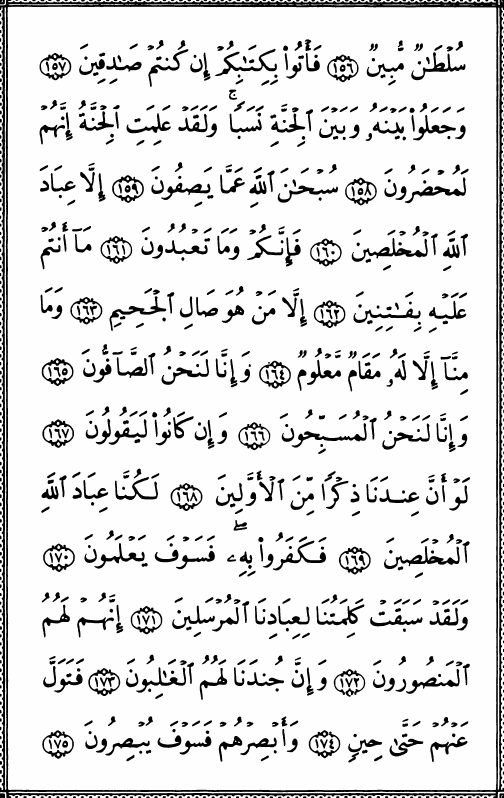 سُلْطَـٰنٌ مُّبِينٌ ١٥٦ فَأْتُوا۟ بِكِتَـٰبِكُمْ إِن كُنتُمْ صَـٰدِقِينَ ١٥٧
وَجَعَلُوا۟ بَيْنَهُۥ وَبَيْنَ ٱلْجِنَّةِ نَسَبًا ۚ وَلَقَدْ عَلِمَتِ ٱلْجِنَّةُ إِنَّهُمْ
لَمُحْضَرُونَ ١٥٨ سُبْحَـٰنَ ٱللَّهِ عَمَّا يَصِفُونَ ١٥٩ إِلَّا عِبَادَ
ٱللَّهِ ٱلْمُخْلَصِينَ ١٦٠ فَإِنَّكُمْ وَمَا تَعْبُدُونَ ١٦١ مَآ أَنتُمْ
عَلَيْهِ بِفَـٰتِنِينَ ١٦٢ إِلَّا مَنْ هُوَ صَالِ ٱلْجَحِيمِ ١٦٣ وَمَا
مِنَّآ إِلَّا لَهُۥ مَقَامٌ مَّعْلُومٌ ١٦٤ وَإِنَّا لَنَحْنُ ٱلصَّآفُّونَ ١٦٥
وَإِنَّا لَنَحْنُ ٱلْمُسَبِّحُونَ ١٦٦ وَإِن كَانُوا۟ لَيَقُولُونَ ١٦٧
لَوْ أَنَّ عِندَنَا ذِكْرًا مِّنَ ٱلْأَوَّلِينَ ١٦٨ لَكُنَّا عِبَادَ ٱللَّهِ
ٱلْمُخْلَصِينَ ١٦٩ فَكَفَرُوا۟ بِهِۦ ۖ فَسَوْفَ يَعْلَمُونَ ١٧٠
وَلَقَدْ سَبَقَتْ كَلِمَتُنَا لِعِبَادِنَا ٱلْمُرْسَلِينَ ١٧١ إِنَّهُمْ لَهُمُ
ٱلْمَنصُورُونَ ١٧٢ وَإِنَّ جُندَنَا لَهُمُ ٱلْغَـٰلِبُونَ ١٧٣ فَتَوَلَّ
عَنْهُمْ حَتَّىٰ حِينٍ ١٧٤ وَأَبْصِرْهُمْ فَسَوْفَ يُبْصِرُونَ ١٧٥